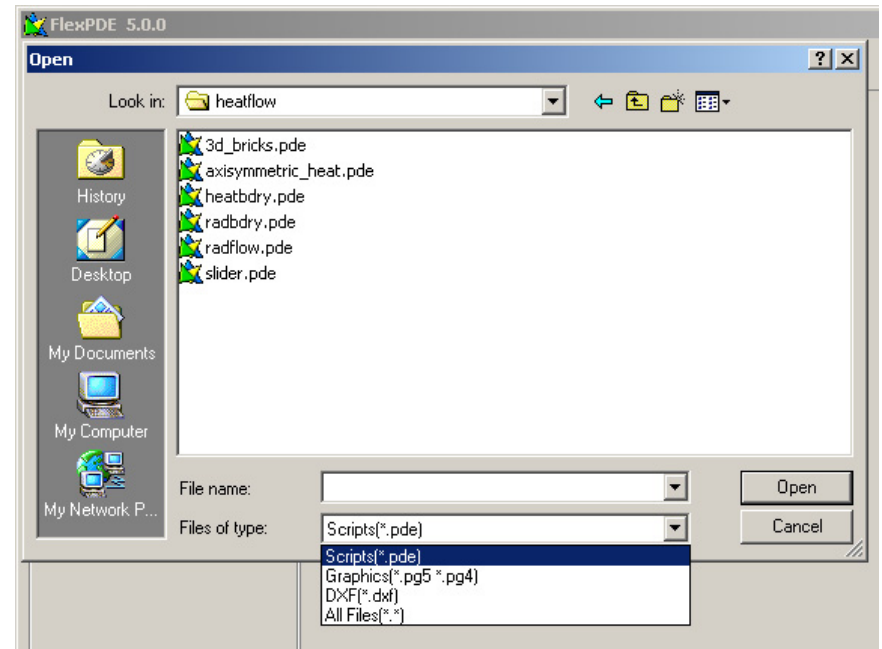 FlexPDE 5.0.0
Open
Look in: heatflow
3d_bricks.pde
axisymmetric_heat.pde
heatbdry.pde
radbdry.pde
radflow.pde
slider.pde
History
Desktop
My Documents
My Computer
My Network P...
File name:
Open
Files of type: Scripts(*.pde)
Cancel
Scripts(*.pde)
Graphics(*.pg5 *.pg4)
DXF(*.dxf)
All Files(*.*)